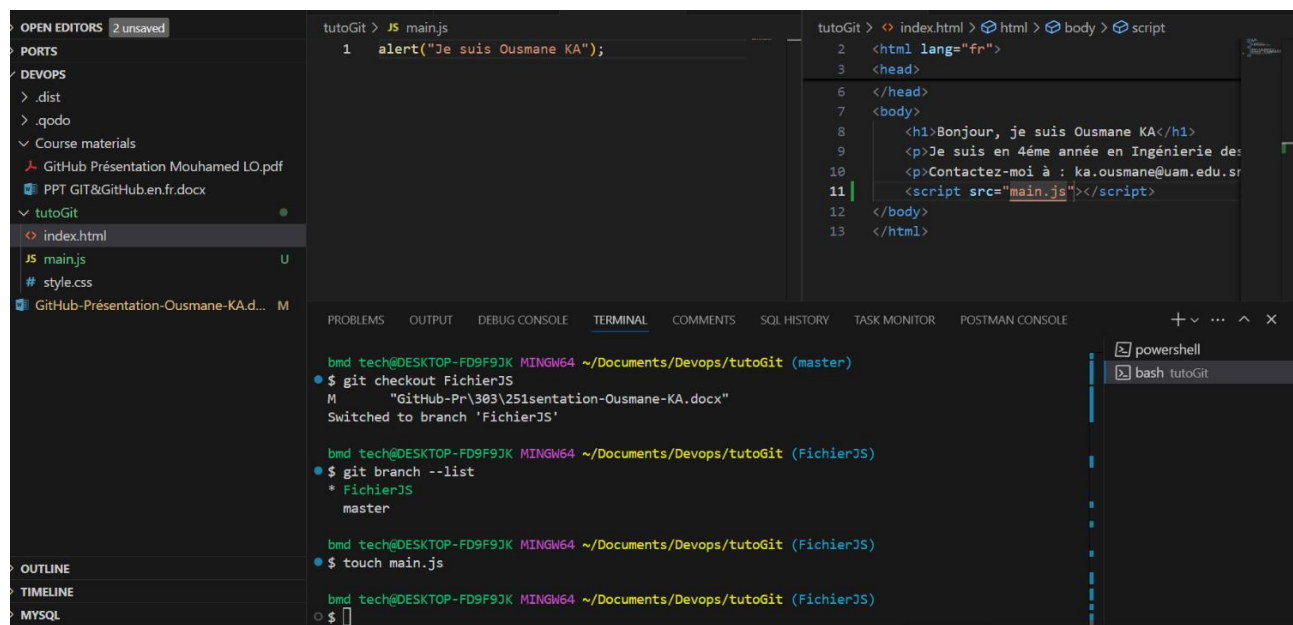 OPEN EDITORS 2 unsaved
PORTS
DEVOPS
> .dist
> .qodo
Course materials
GitHub Présentation Mouhamed LO.pdf
PPT GIT&GitHub.en.fr.docx
tutoGit
<> index.html
JS main.js U
# style.css
GitHub-Présentation-Ousmane-KA.d... M
OUTLINE
TIMELINE
MYSQL
tutoGit > JS main.js
1 alert("Je suis Ousmane KA");
tutoGit > <> index.html > html > body > script
2 <html lang="fr">
3 <head>
6 </head>
7 <body>
8 <h1>Bonjour, je suis Ousmane KA</h1>
9 <p>Je suis en 4éme année en Ingénierie des
10 <p>Contactez-moi à : ka.ousmane@uam.edu.sn
11 <script src="main.js"></script>
12 </body>
13 </html>
PROBLEMS OUTPUT DEBUG CONSOLE TERMINAL COMMENTS SQL HISTORY TASK MONITOR POSTMAN CONSOLE
bmd tech@DESKTOP-FD9F9JK MINGW64 ~/Documents/Devops/tutoGit (master)
$ git checkout FichierJS
M "GitHub-Pr\303\251sentation-Ousmane-KA.docx"
Switched to branch 'FichierJS'
bmd tech@DESKTOP-FD9F9JK MINGW64 ~/Documents/Devops/tutoGit (FichierJS)
$ git branch --list
* FichierJS
master
bmd tech@DESKTOP-FD9F9JK MINGW64 ~/Documents/Devops/tutoGit (FichierJS)
$ touch main.js
bmd tech@DESKTOP-FD9F9JK MINGW64 ~/Documents/Devops/tutoGit (FichierJS)
$
powershell
bash tutoGit